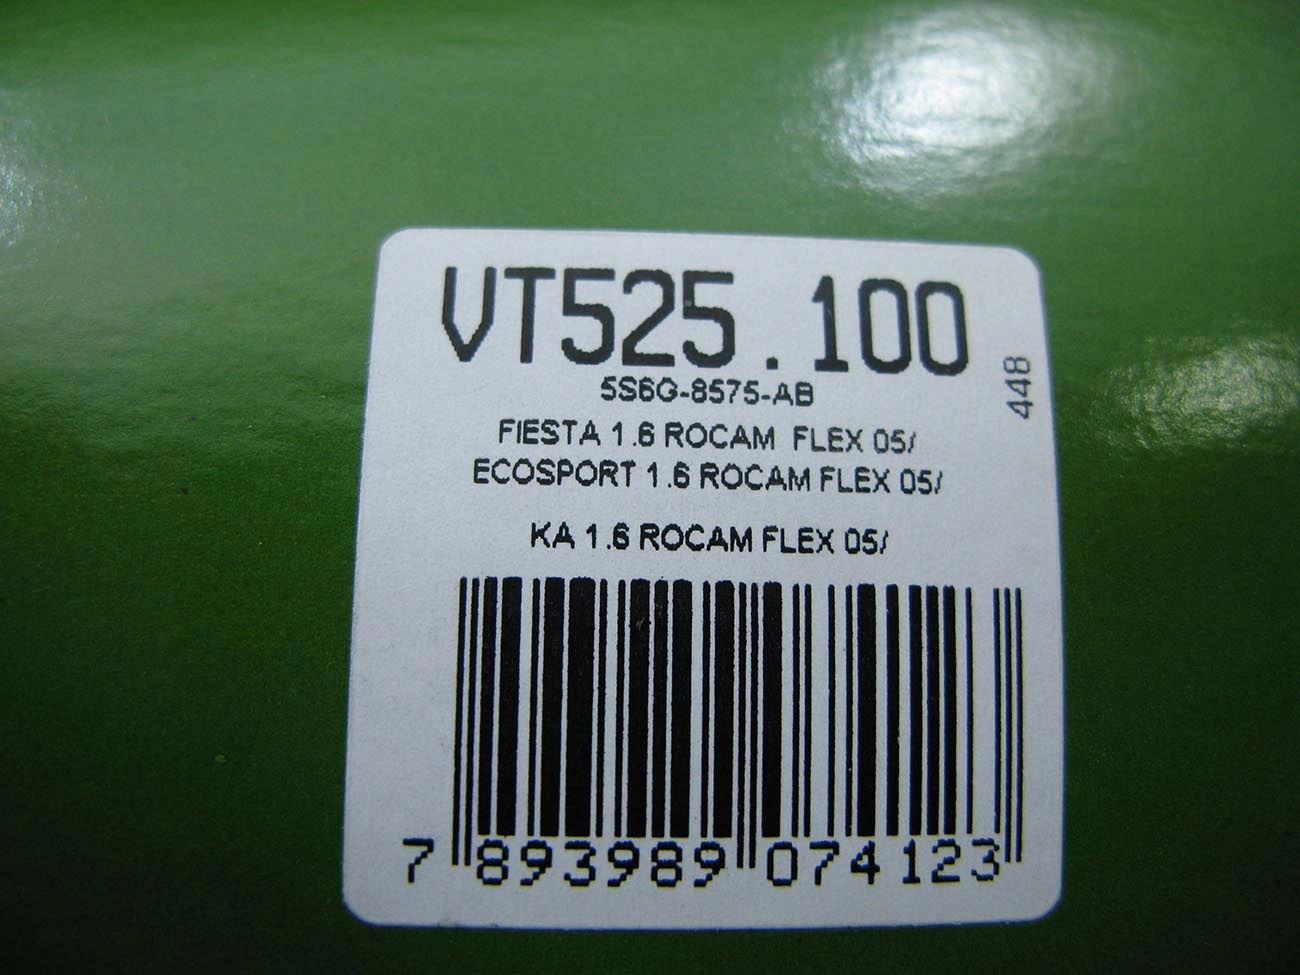 VT525.100
5S6G-8575-AB
448
FIESTA 1.6 ROCAM FLEX 05/
ECOSPORT 1.6 ROCAM FLEX 05/
KA 1.6 ROCAM FLEX 05/
7 893989 074123